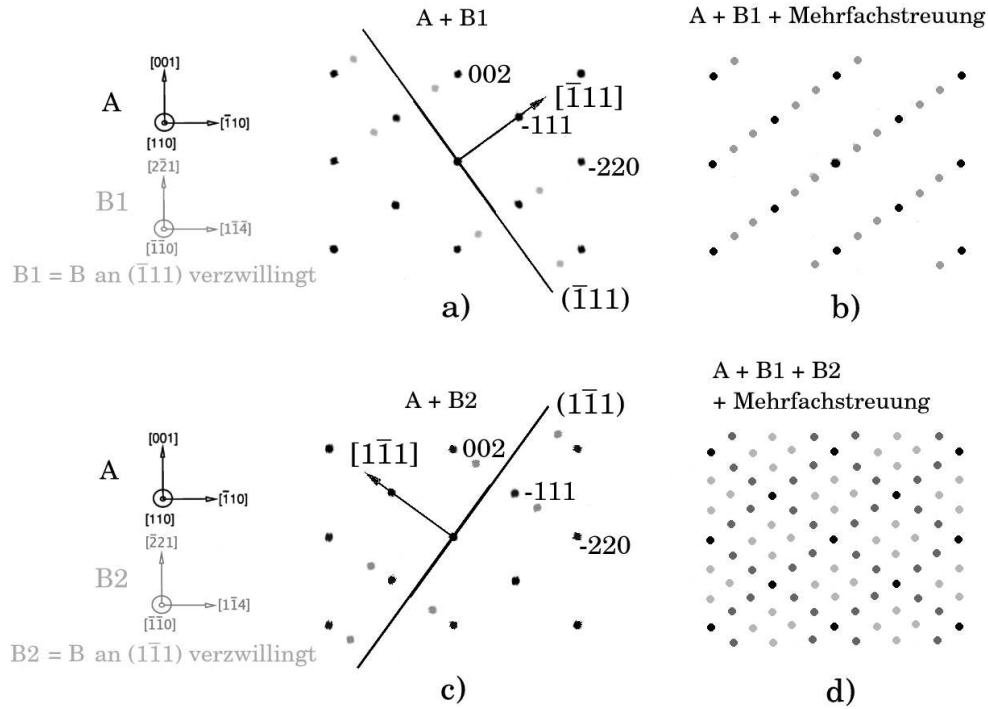 A + B1
A + B1 + Mehrfachstreuung
[001]
A
[1̄10]
[110]
002
[1̄11]
-111
-220
[22̄1]
B1
[11̄4̄]
[1̄1̄0]
B1 = B an (1̄11) verzwillingt
(1̄11)
a)
b)
A + B2
(11̄1)
A + B1 + B2
+ Mehrfachstreuung
[001]
A
[1̄10]
[110]
[11̄1]
002
-111
-220
[2̄21]
B2
[11̄4]
[1̄1̄0]
B2 = B an (11̄1) verzwillingt
c)
d)